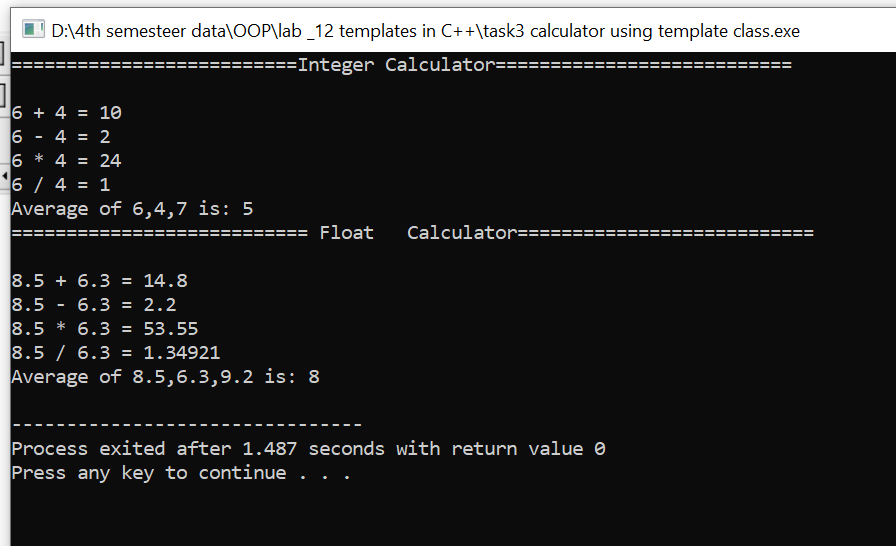 D:\4th semesteer data\OOP\lab _12 templates in C++\task3 calculator using template class.exe
==========================Integer Calculator===========================
6 + 4 = 10
6 - 4 = 2
6 * 4 = 24
6 / 4 = 1
Average of 6,4,7 is: 5
=========================== Float   Calculator===========================
8.5 + 6.3 = 14.8
8.5 - 6.3 = 2.2
8.5 * 6.3 = 53.55
8.5 / 6.3 = 1.34921
Average of 8.5,6.3,9.2 is: 8
--------------------------------
Process exited after 1.487 seconds with return value 0
Press any key to continue . . .